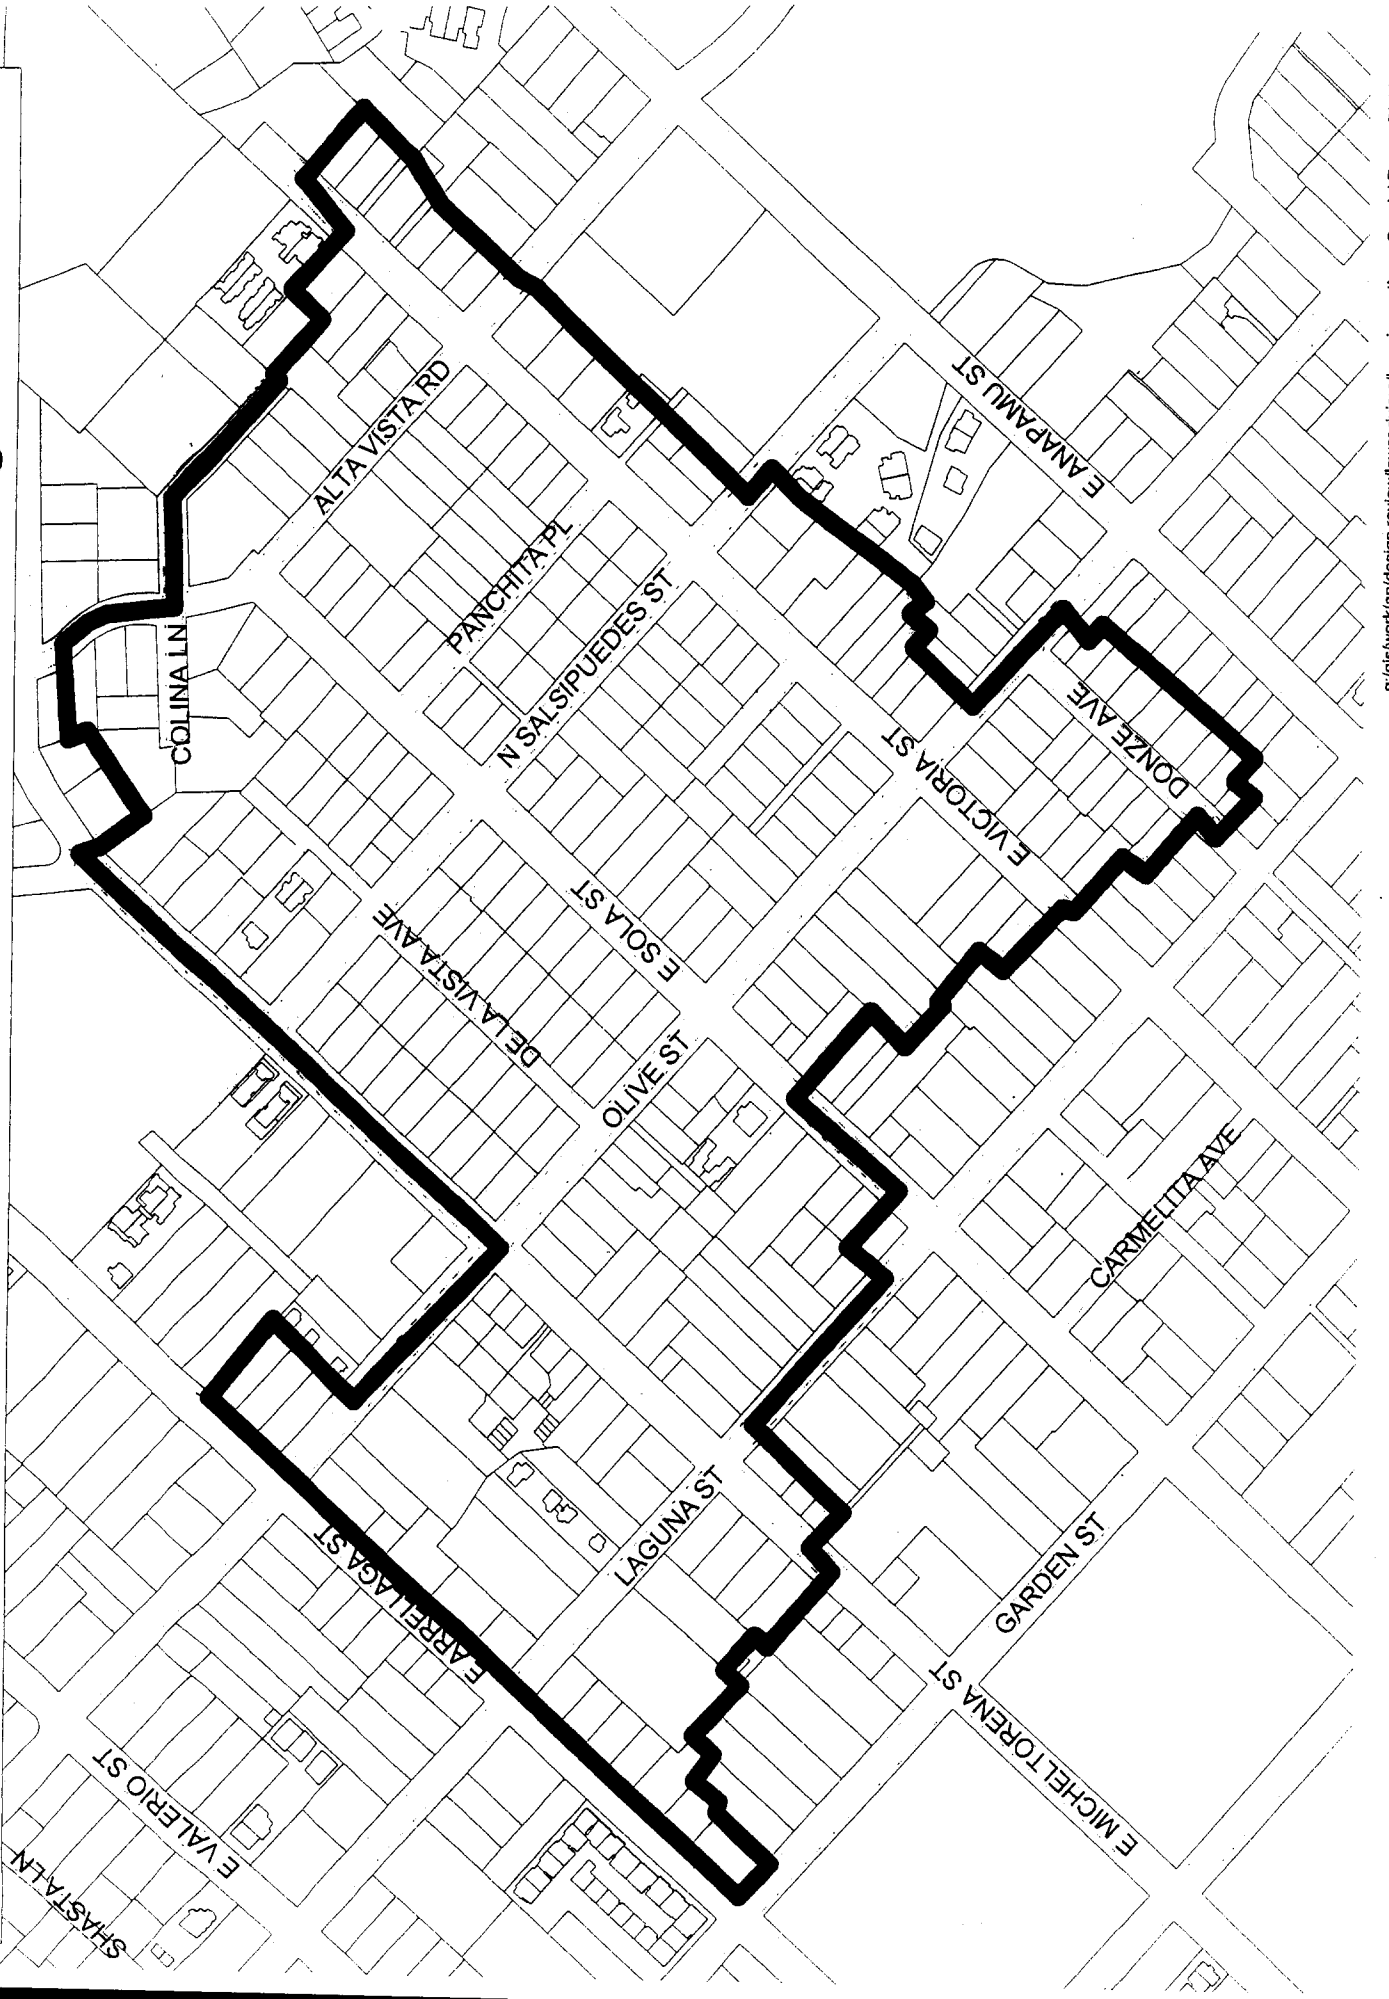 ALTA VISTA RD
E ANAPAMU ST
PANCHITA PL
N SALSIPUEDES ST
COLINA LN
DONZE AVE
E VICTORIA ST
E SOLA ST
DE LA VISTA AVE
OLIVE ST
CARMELITA AVE
LAGUNA ST
E ARRELLAGA ST
GARDEN ST
E MICHELTORENA ST
E VALERIO ST
SHASTA LN